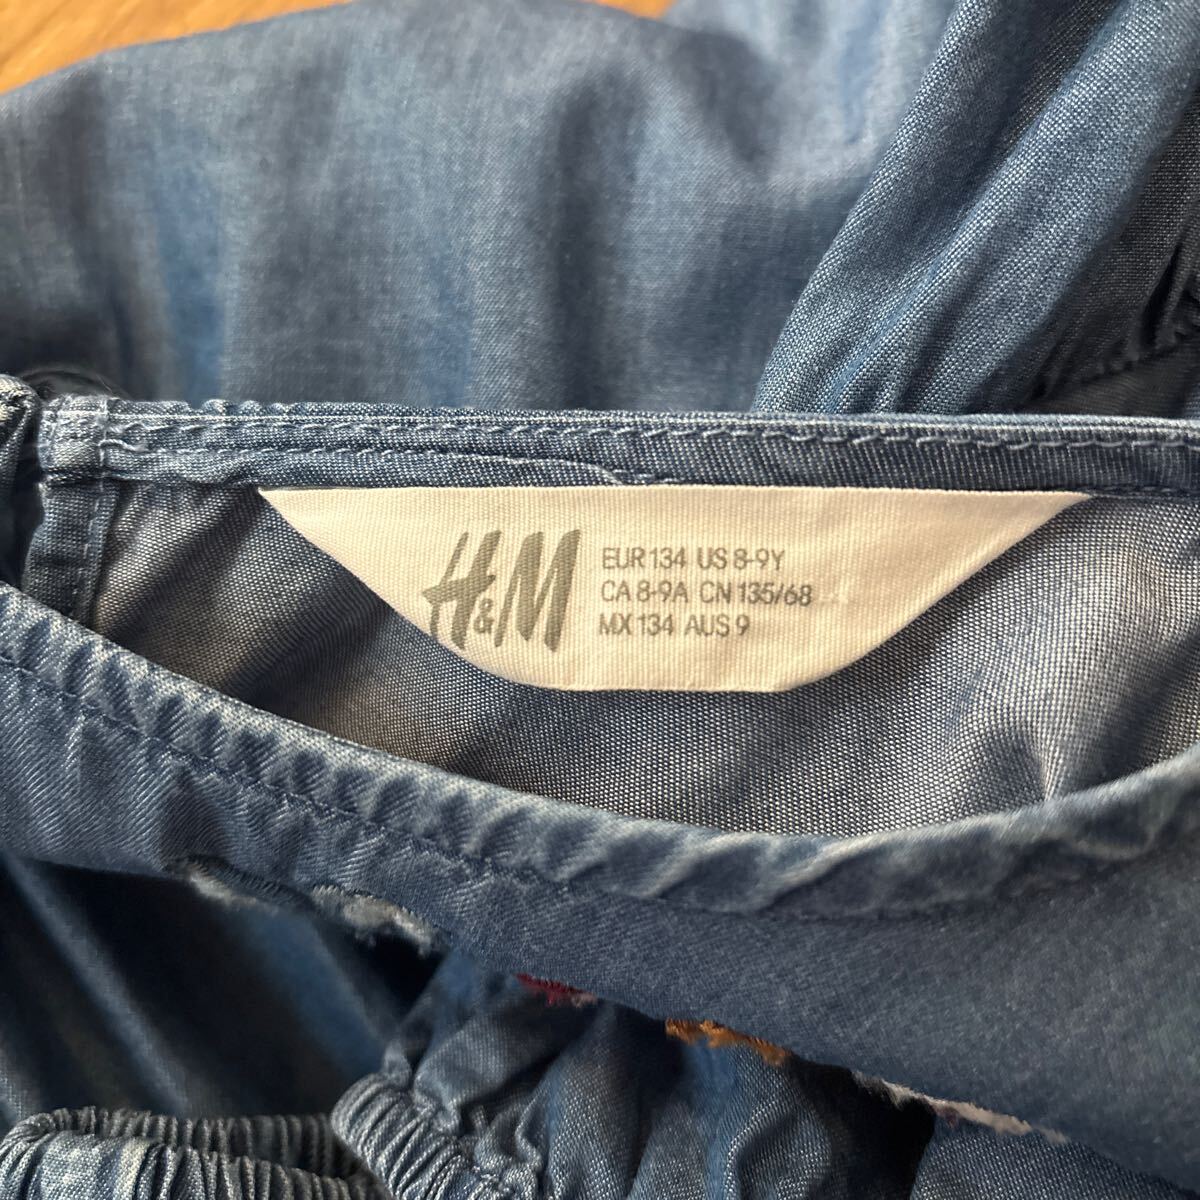 H&M
EUR 134 US 8-9Y
CA 8-9A CN 135/68
MX 134 AUS 9